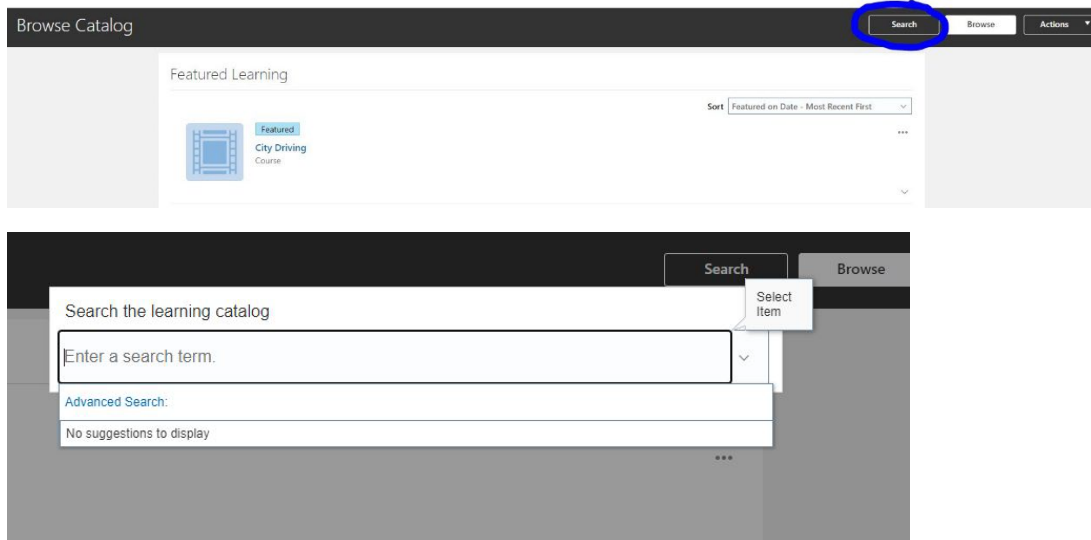 Browse Catalog
Search
Browse
Actions
Featured Learning
Sort Featured on Date - Most Recent First
Featured
City Driving
Course
Search
Browse
Select
Item
Search the learning catalog
Enter a search term.
Advanced Search:
No suggestions to display